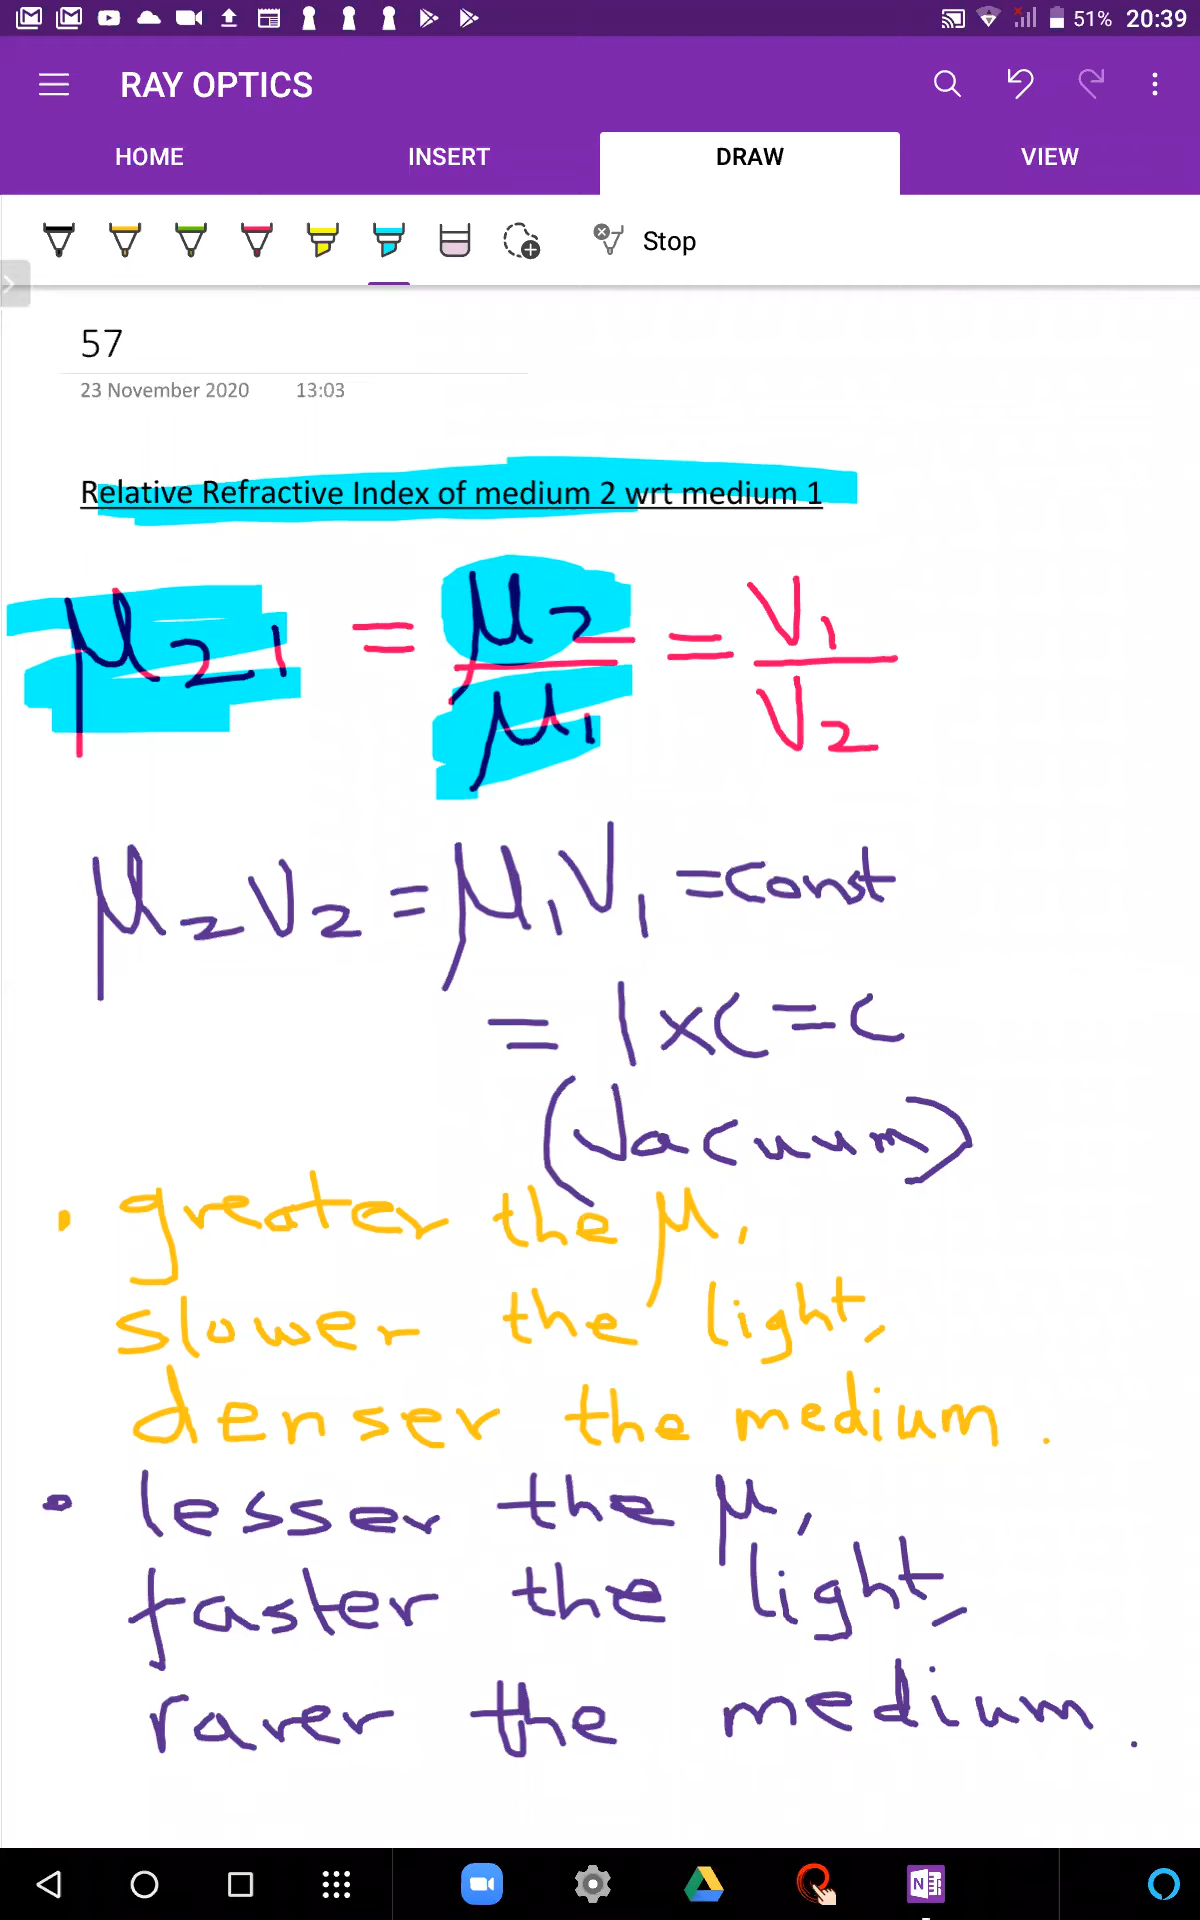 51% 20:39
RAY OPTICS
HOME INSERT DRAW VIEW
Stop
57
23 November 2020 13:03
Relative Refractive Index of medium 2 wrt medium 1
μ₂₁ = μ₂/μ₁ = V₁/V₂
μ₂V₂ = μ₁V₁ = const
= 1 × C = C
(Vacuum)
• greater the μ,
slower the light,
denser the medium.
• lesser the μ,
faster the light,
rarer the medium.